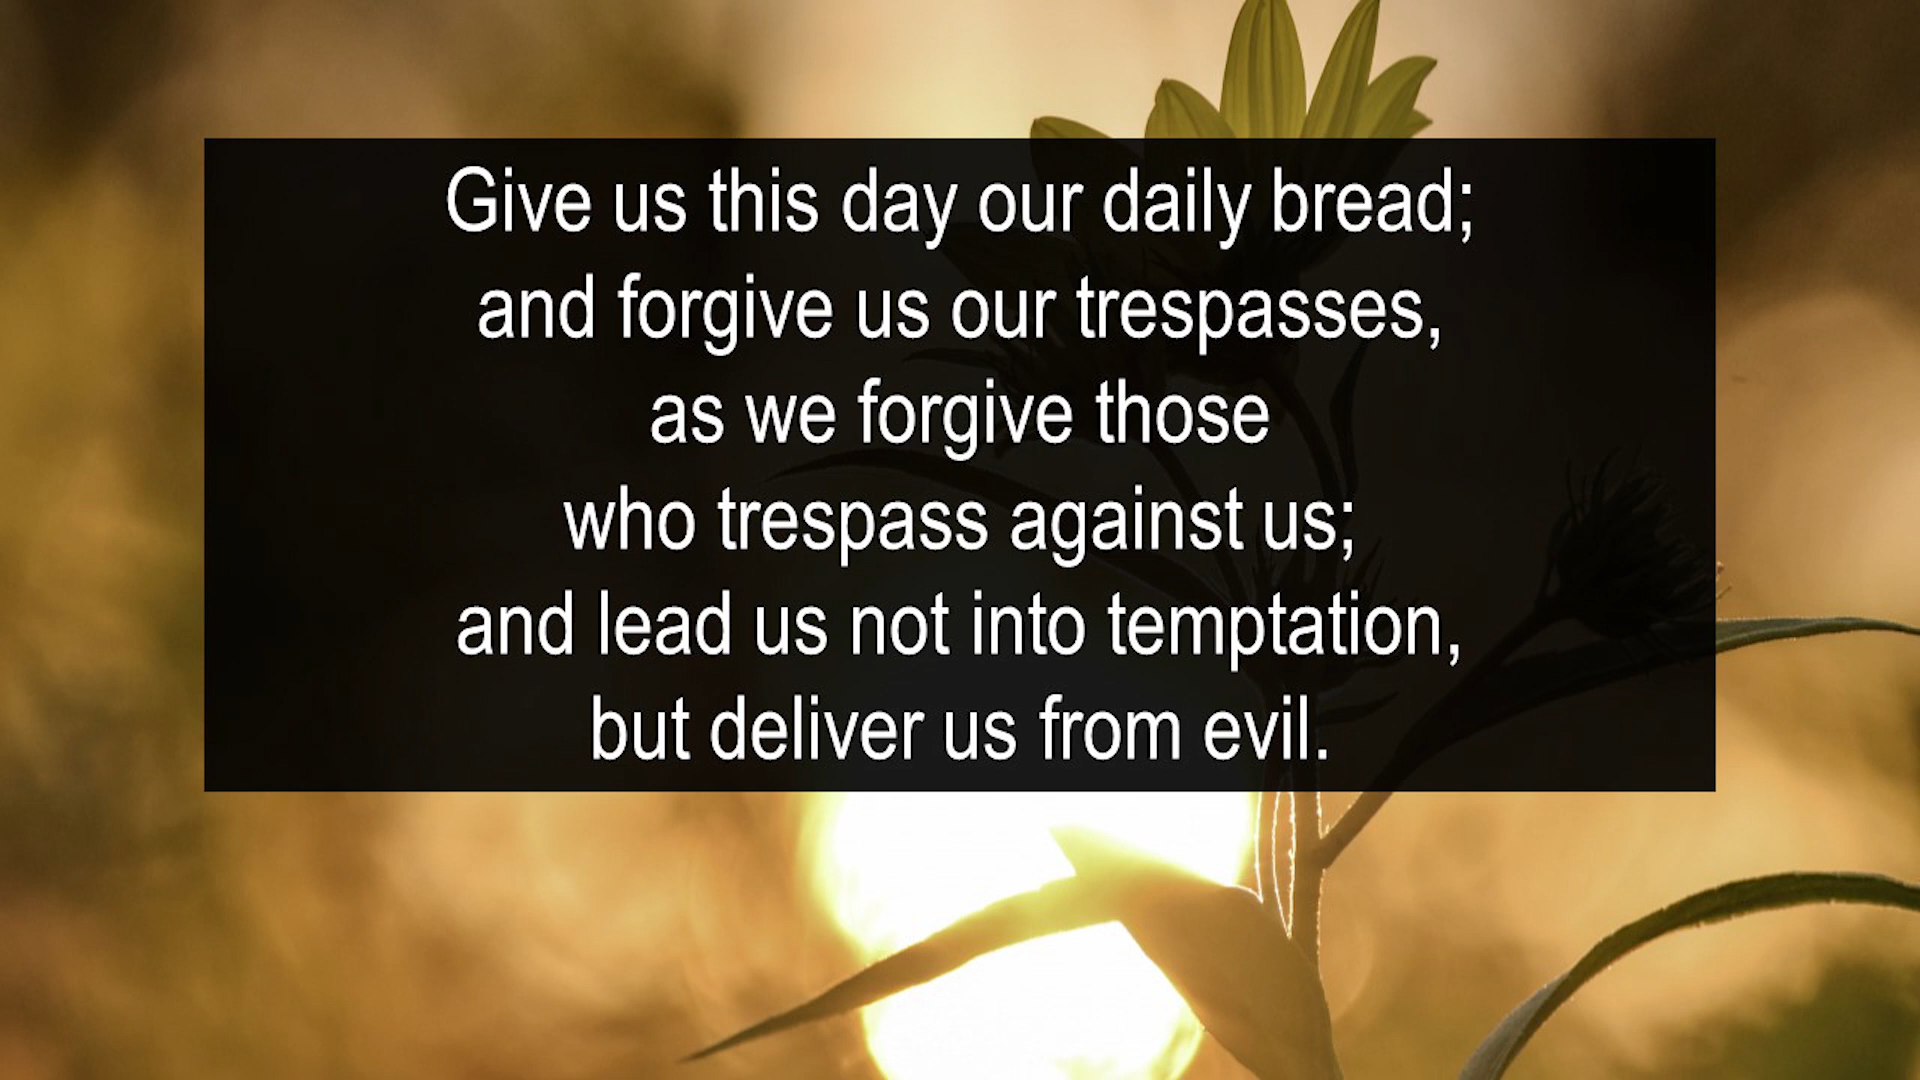 Give us this day our daily bread;
and forgive us our trespasses,
as we forgive those
who trespass against us;
and lead us not into temptation,
but deliver us from evil.